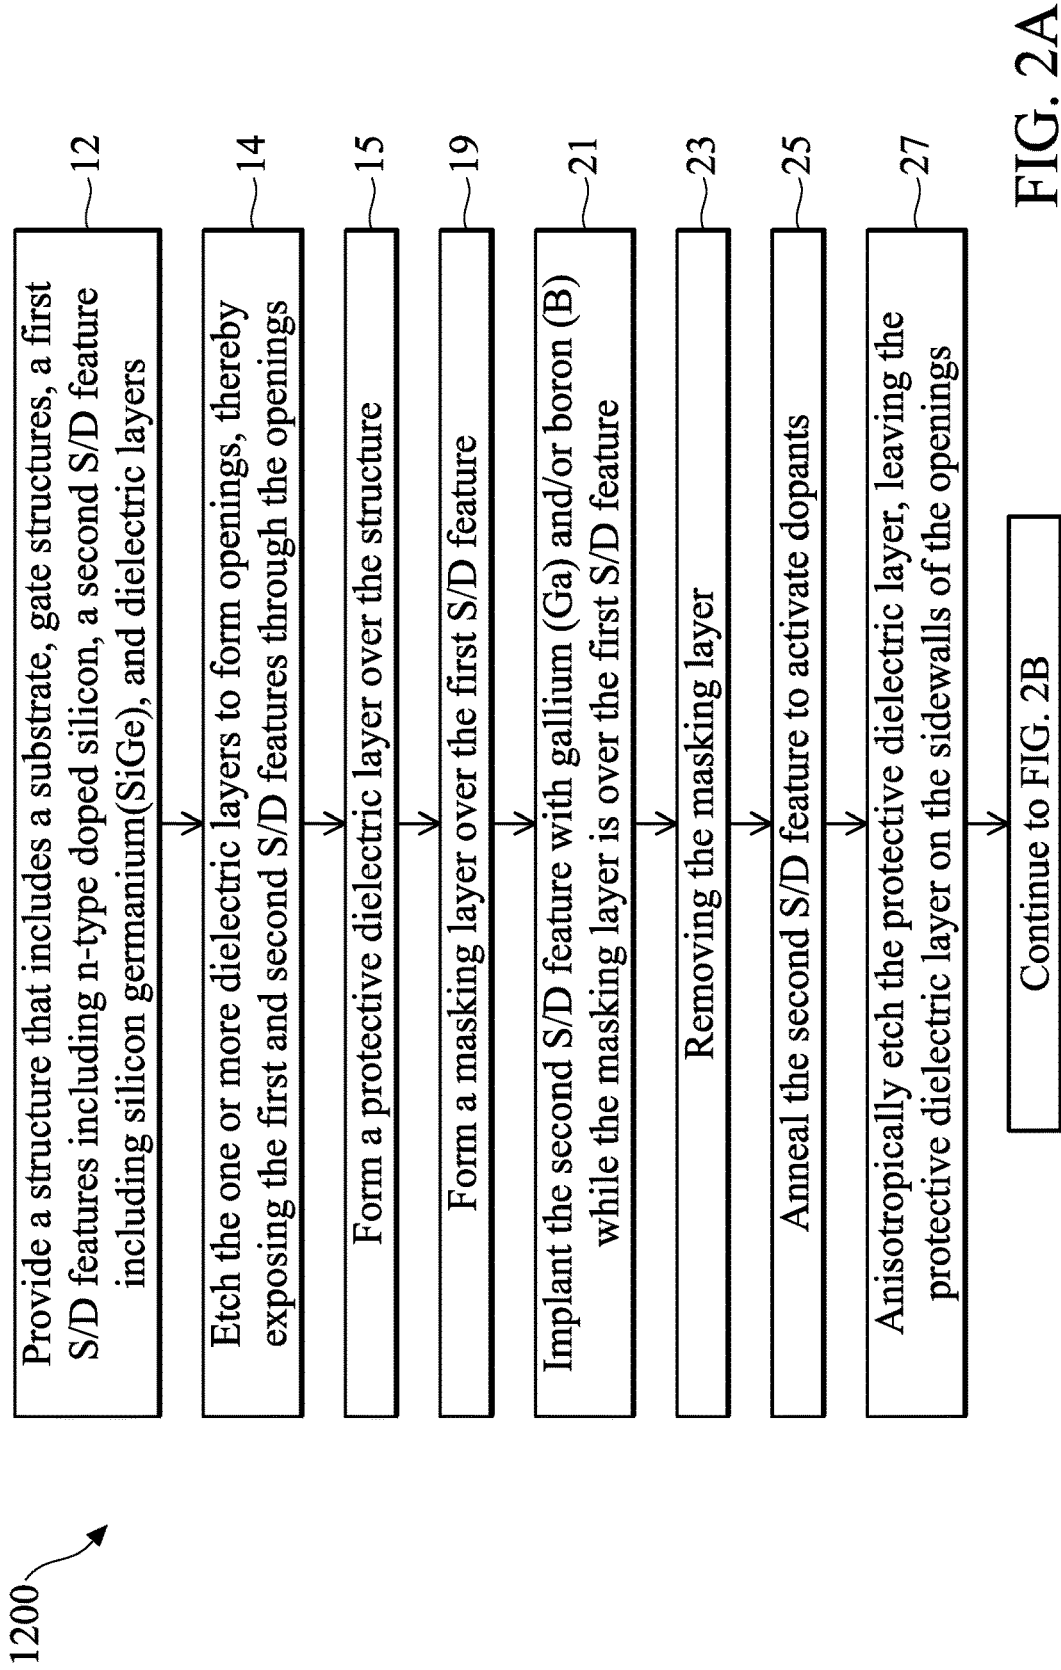 1200
Provide a structure that includes a substrate, gate structures, a first
S/D features including n-type doped silicon, a second S/D feature
including silicon germanium(SiGe), and dielectric layers
12
Etch the one or more dielectric layers to form openings, thereby
exposing the first and second S/D features through the openings
14
Form a protective dielectric layer over the structure
15
Form a masking layer over the first S/D feature
19
Implant the second S/D feature with gallium (Ga) and/or boron (B)
while the masking layer is over the first S/D feature
21
Removing the masking layer
23
Anneal the second S/D feature to activate dopants
25
Anisotropically etch the protective dielectric layer, leaving the
protective dielectric layer on the sidewalls of the openings
27
Continue to FIG. 2B
FIG. 2A